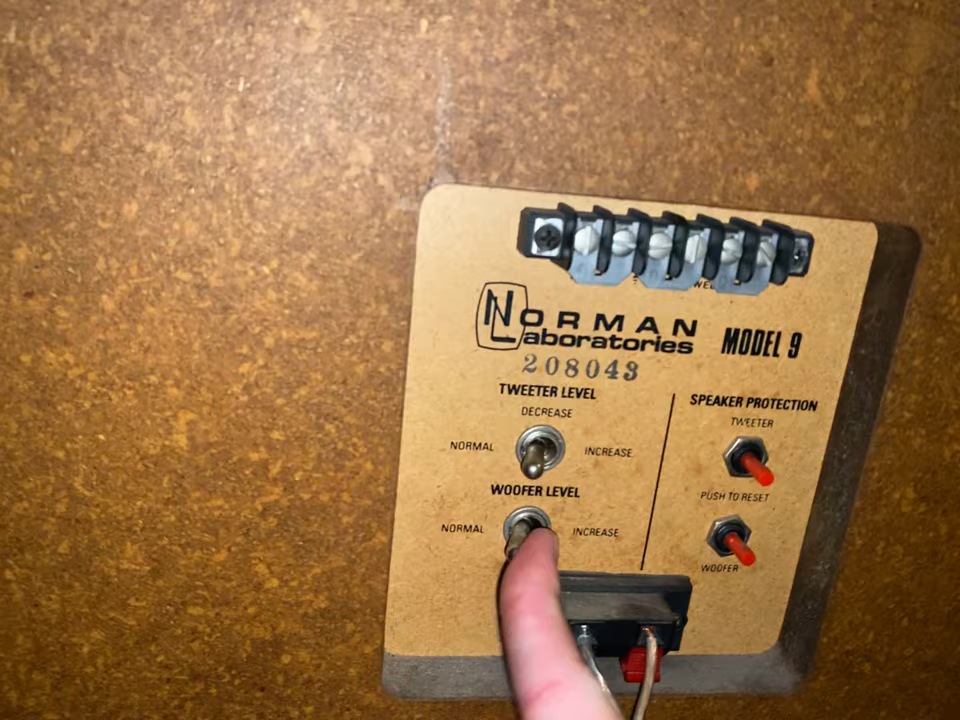 NORMAN
Laboratories
MODEL 9
208043
TWEETER LEVEL
DECREASE
NORMAL
INCREASE
WOOFER LEVEL
NORMAL
INCREASE
SPEAKER PROTECTION
TWEETER
PUSH TO RESET
WOOFER